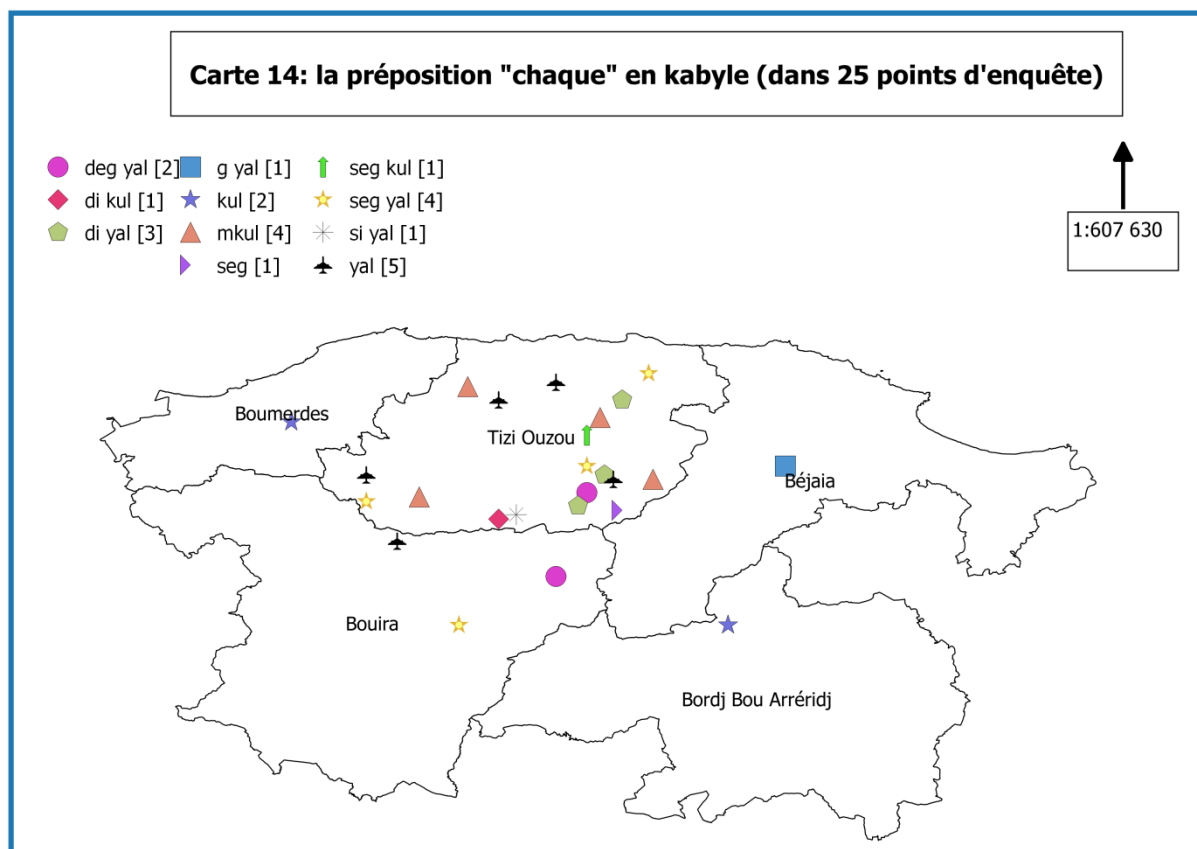 Carte 14: la préposition "chaque" en kabyle (dans 25 points d'enquête)
deg yal [2] g yal [1] seg kul [1]
di kul [1] kul [2] seg yal [4]
di yal [3] mkul [4] si yal [1]
seg [1] yal [5]
1:607 630
Boumerdes
Tizi Ouzou
Béjaia
Bouira
Bordj Bou Arréridj